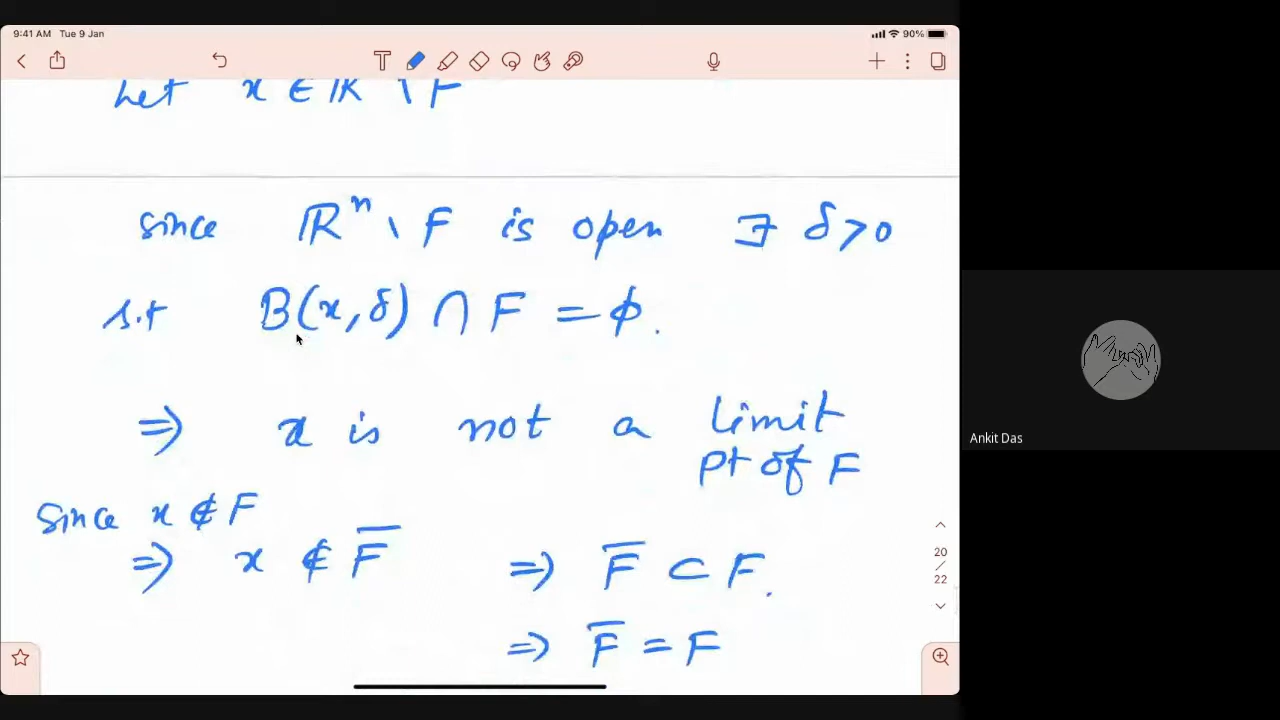 9:41 AM Tue 9 Jan
90%
Let x ∈ ℝ \ F
since ℝⁿ \ F is open ∃ δ > 0
s.t B(x, δ) ∩ F = ϕ.
⇒ x is not a limit
pt of F
since x ∉ F
⇒ x ∉ F̅ ⇒ F̅ ⊂ F.
⇒ F̅ = F
20
/
22
Ankit Das